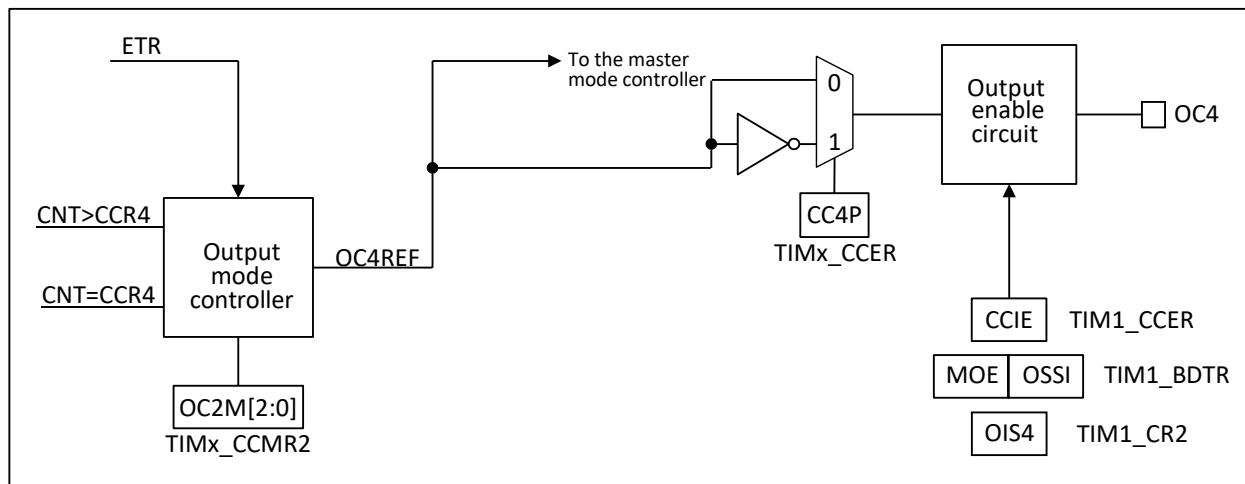 ETR
To the master
mode controller
0
1
Output
enable
circuit
OC4
CNT>CCR4
CNT=CCR4
Output
mode
controller
OC4REF
CC4P
TIMx_CCER
CCIE TIM1_CCER
MOE OSSI TIM1_BDTR
OIS4 TIM1_CR2
OC2M[2:0]
TIMx_CCMR2